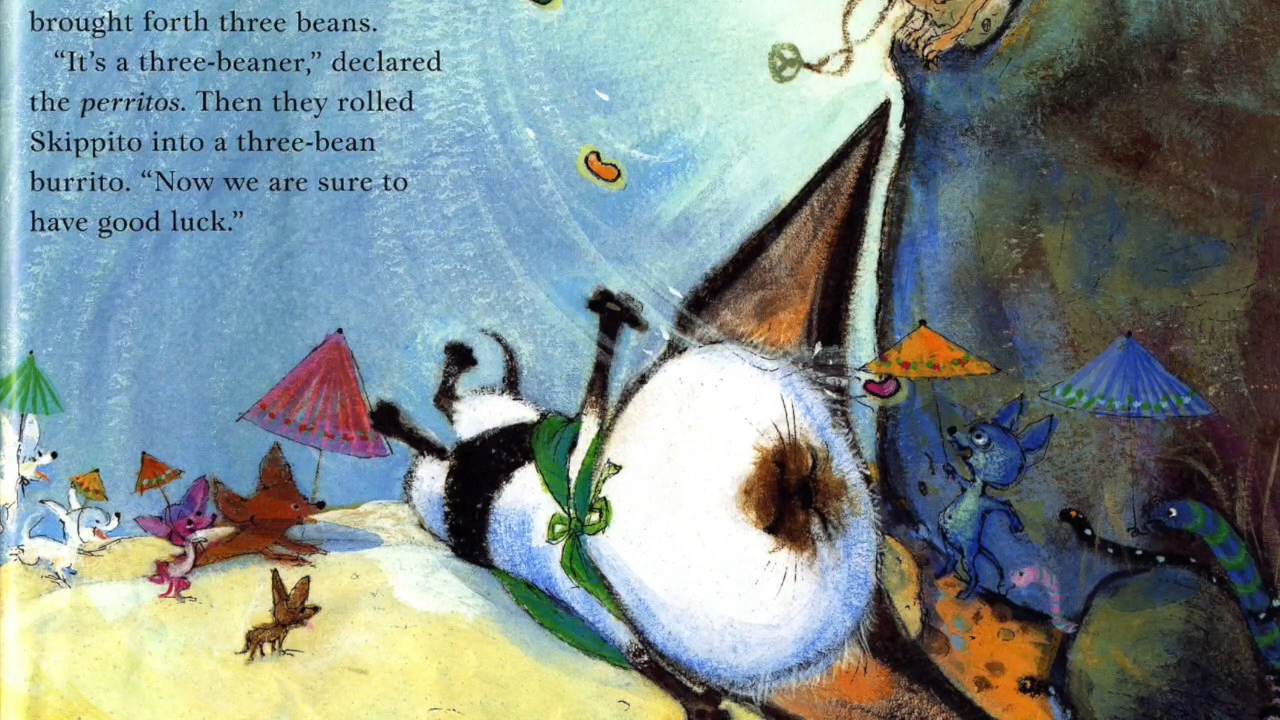 brought forth three beans.
“It’s a three-beaner,” declared
the perritos. Then they rolled
Skippito into a three-bean
burrito. “Now we are sure to
have good luck.”